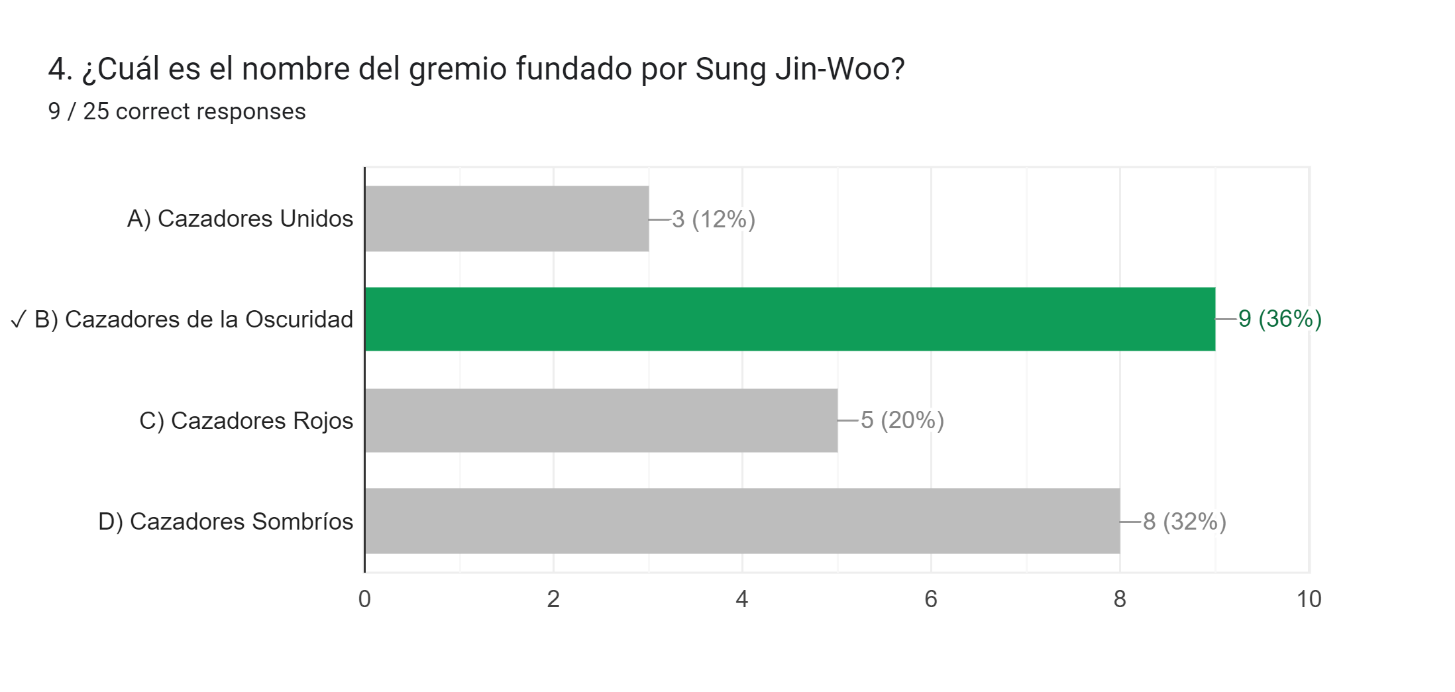 4. ¿Cuál es el nombre del gremio fundado por Sung Jin-Woo?
9 / 25 correct responses
A) Cazadores Unidos
3 (12%)
✓ B) Cazadores de la Oscuridad
9 (36%)
C) Cazadores Rojos
5 (20%)
D) Cazadores Sombríos
8 (32%)
0 2 4 6 8 10